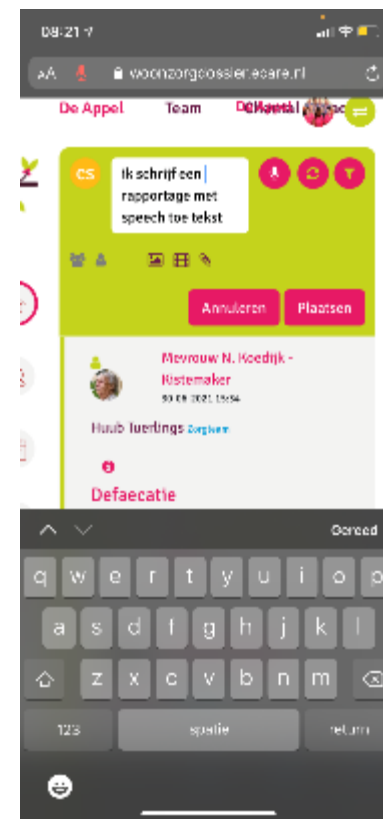 08:21
AA woonzorgdossier.ecare.nl
De Appel Team
CS
ik schrijf een
rapportage met
speech toe tekst
Annuleren Plaatsen
Mevrouw N. Koedijk -
Kistemaker
Huub Tuerlings Zorgteam
Defaecatie
Gereed
q w e r t y u i o p
a s d f g h j k l
z x c v b n m
123 spatie return